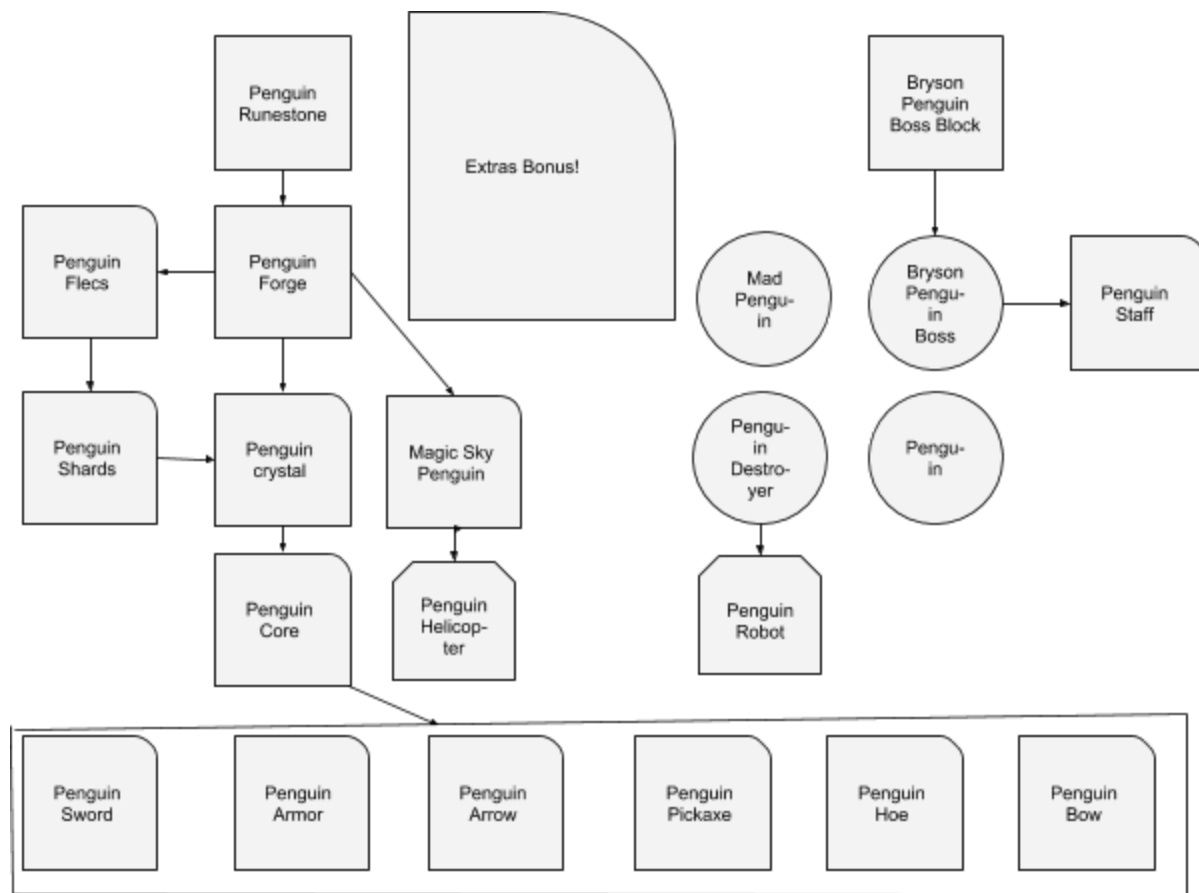 Penguin
Runestone
Extras Bonus!
Bryson
Penguin
Boss Block
Penguin
Flecs
Penguin
Forge
Mad
Pengu-
in
Bryson
Pengu-
in
Boss
Penguin
Staff
Penguin
Shards
Penguin
crystal
Magic Sky
Penguin
Pengu-
in
Destro-
yer
Pengu-
in
Penguin
Core
Penguin
Helicop-
ter
Penguin
Robot
Penguin
Sword
Penguin
Armor
Penguin
Arrow
Penguin
Pickaxe
Penguin
Hoe
Penguin
Bow